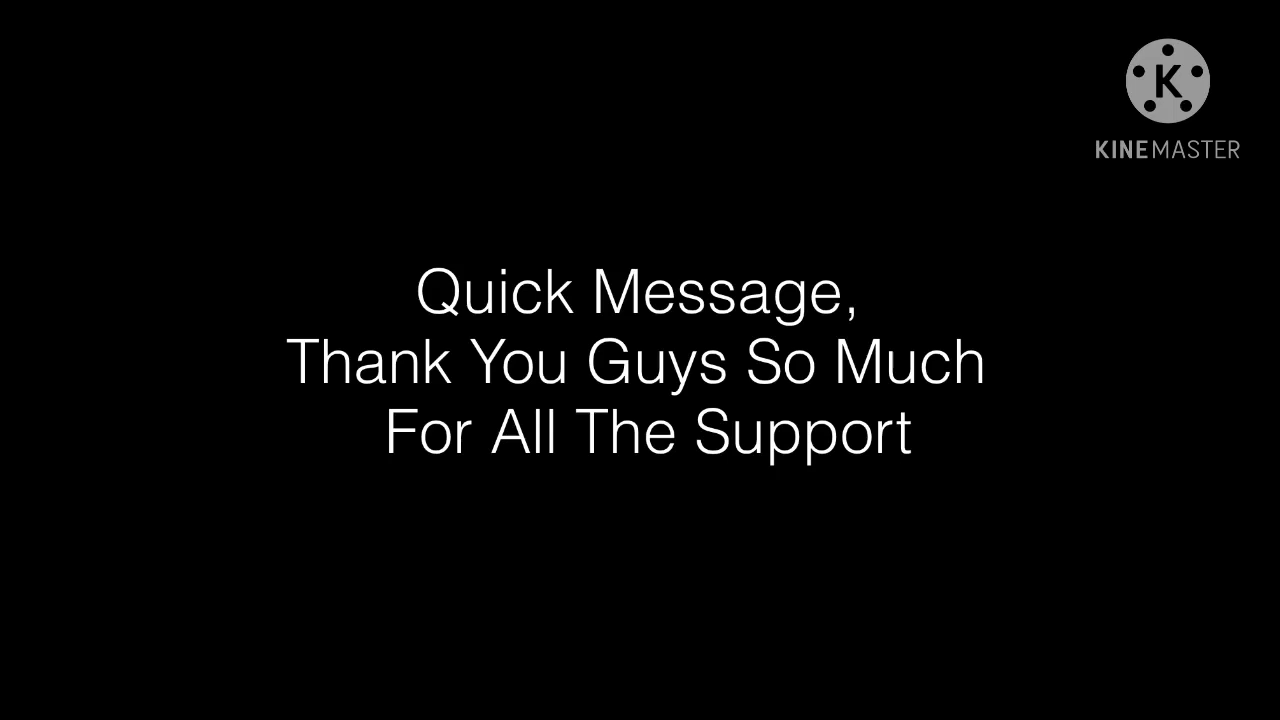 K
KINEMASTER
Quick Message,
Thank You Guys So Much
For All The Support